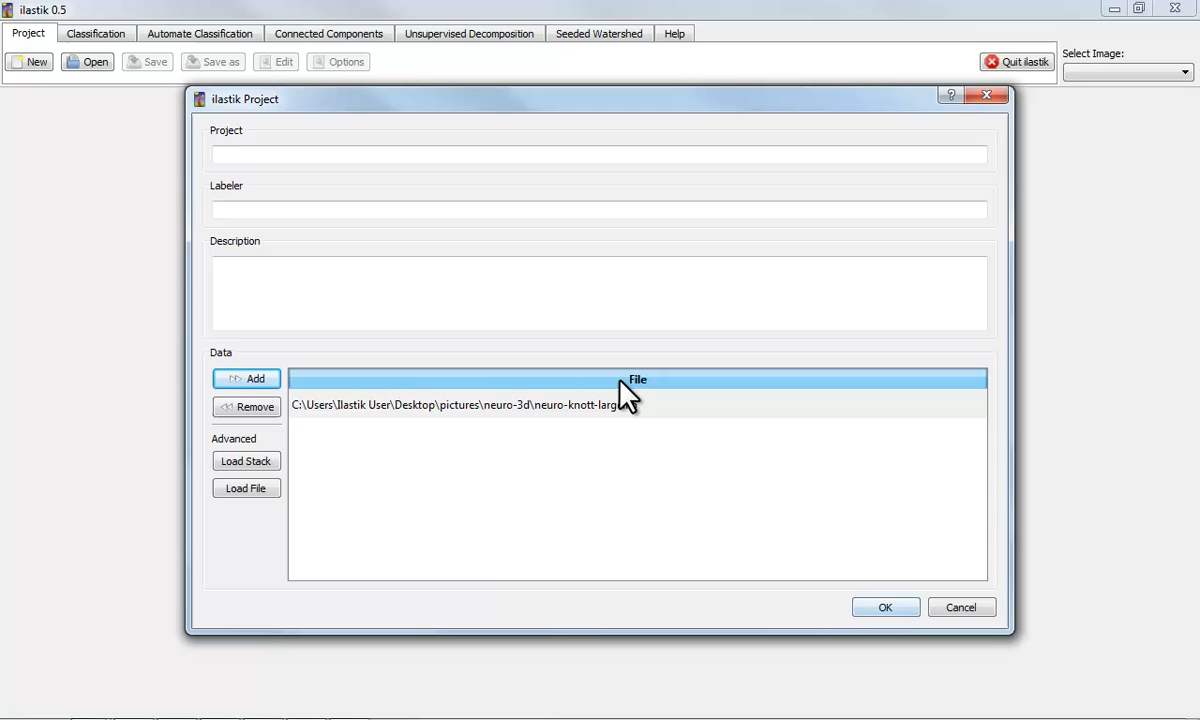 ilastik 0.5
Project Classification Automate Classification Connected Components Unsupervised Decomposition Seeded Watershed Help
New Open Save Save as Edit Options Quit ilastik Select Image:
ilastik Project
Project
Labeler
Description
Data
Add File
Remove C:\Users\Ilastik User\Desktop\pictures\neuro-3d\neuro-knott-larg
Advanced
Load Stack
Load File
OK Cancel